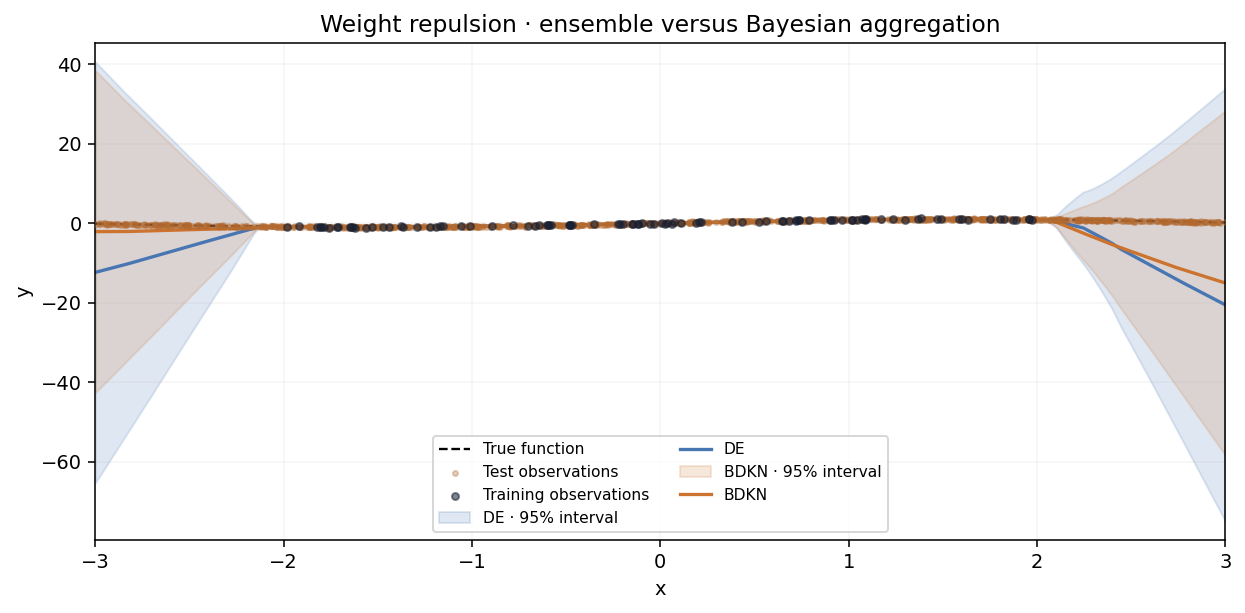 Weight repulsion · ensemble versus Bayesian aggregation
40
20
0
−20
−40
−60
y
True function
Test observations
Training observations
DE · 95% interval
DE
BDKN · 95% interval
BDKN
−3
−2
−1
0
1
2
3
x